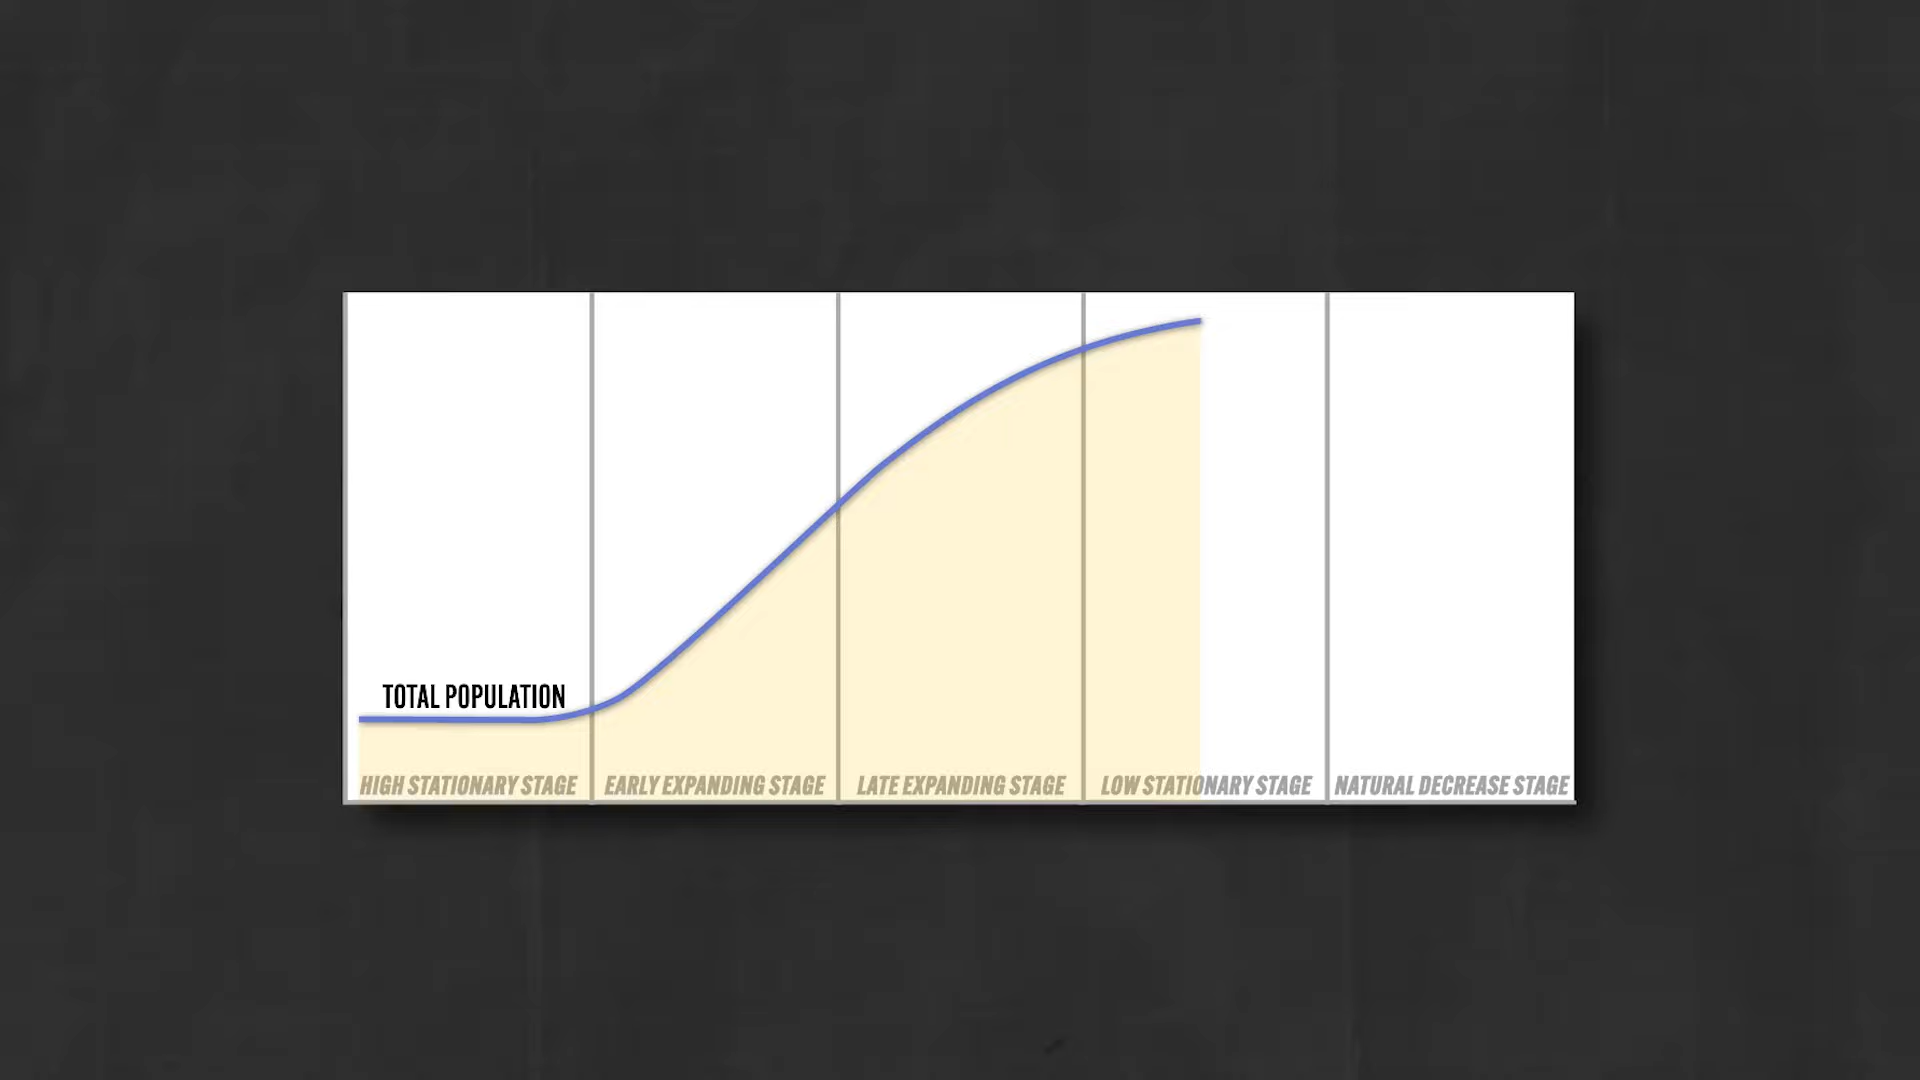 TOTAL POPULATION
HIGH STATIONARY STAGE
EARLY EXPANDING STAGE
LATE EXPANDING STAGE
LOW STATIONARY STAGE
NATURAL DECREASE STAGE